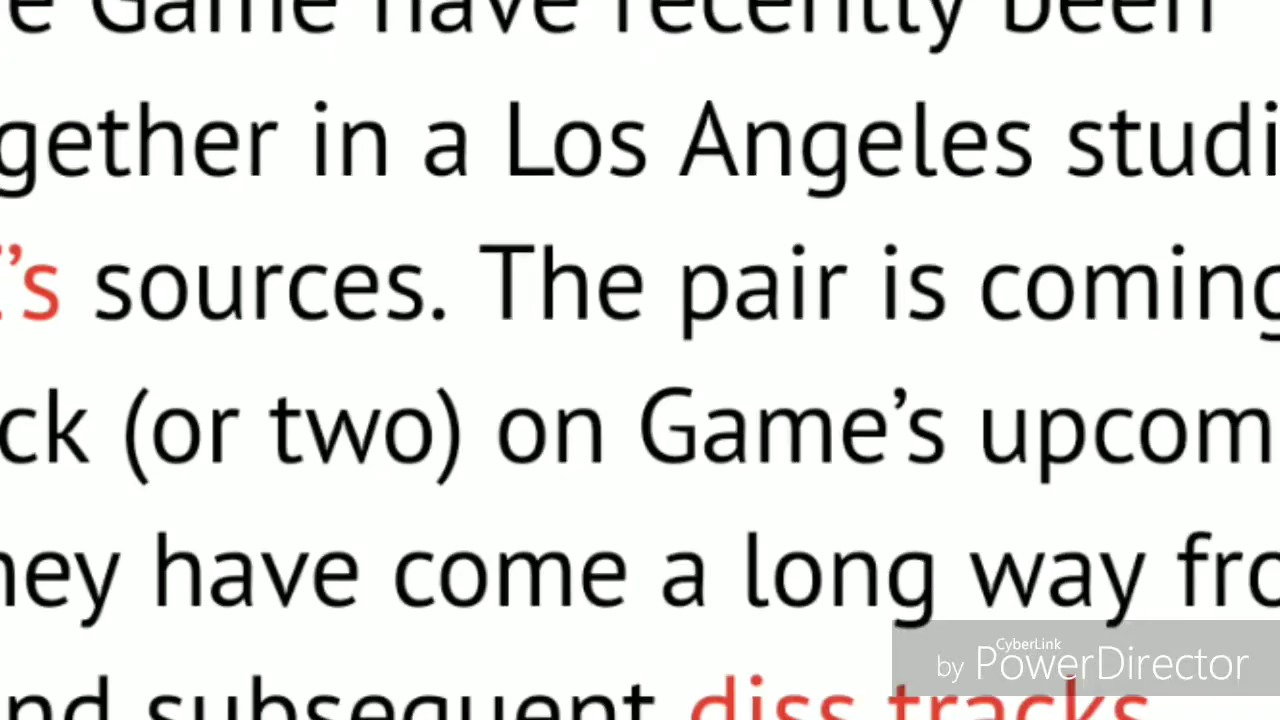 e Game have recently been
gether in a Los Angeles studi
’s sources. The pair is coming
ck (or two) on Game’s upcom
ey have come a long way fro
nd subsequent diss tracks
CyberLink
by PowerDirector